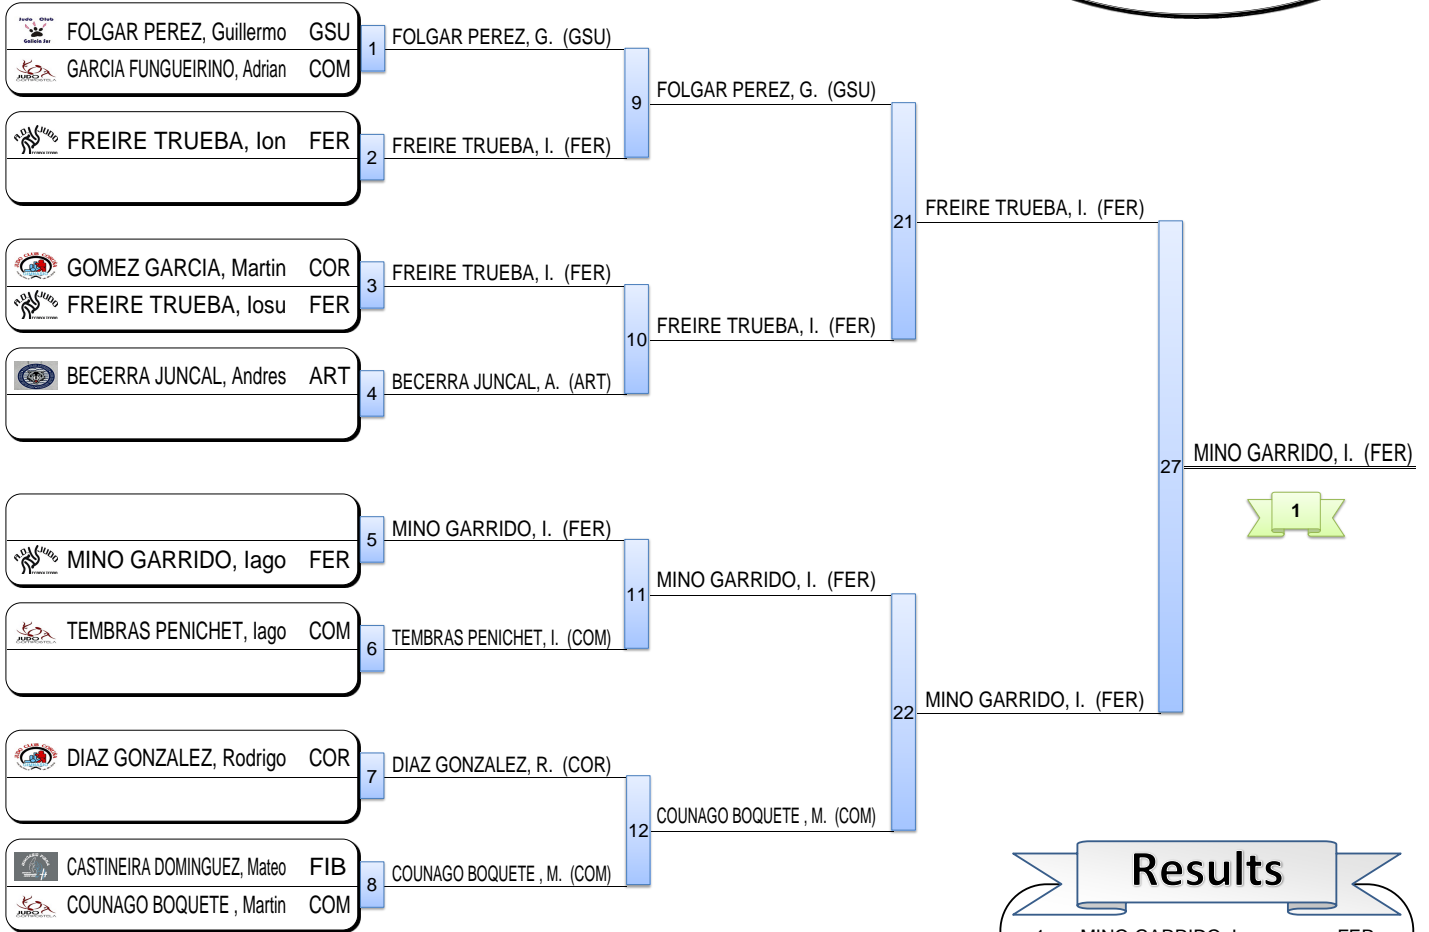 FOLGAR PEREZ, Guillermo GSU
GARCIA FUNGUEIRINO, Adrian COM
1
FOLGAR PEREZ, G. (GSU)
FREIRE TRUEBA, Ion FER
2
FREIRE TRUEBA, I. (FER)
9
FOLGAR PEREZ, G. (GSU)
GOMEZ GARCIA, Martin COR
FREIRE TRUEBA, Iosu FER
3
FREIRE TRUEBA, I. (FER)
BECERRA JUNCAL, Andres ART
4
BECERRA JUNCAL, A. (ART)
10
FREIRE TRUEBA, I. (FER)
21
FREIRE TRUEBA, I. (FER)
MINO GARRIDO, Iago FER
5
MINO GARRIDO, I. (FER)
TEMBRAS PENICHET, Iago COM
6
TEMBRAS PENICHET, I. (COM)
11
MINO GARRIDO, I. (FER)
DIAZ GONZALEZ, Rodrigo COR
7
DIAZ GONZALEZ, R. (COR)
CASTINEIRA DOMINGUEZ, Mateo FIB
COUNAGO BOQUETE , Martin COM
8
COUNAGO BOQUETE , M. (COM)
12
COUNAGO BOQUETE , M. (COM)
22
MINO GARRIDO, I. (FER)
27
MINO GARRIDO, I. (FER)
1
Results
1 MINO GARRIDO, I. FER